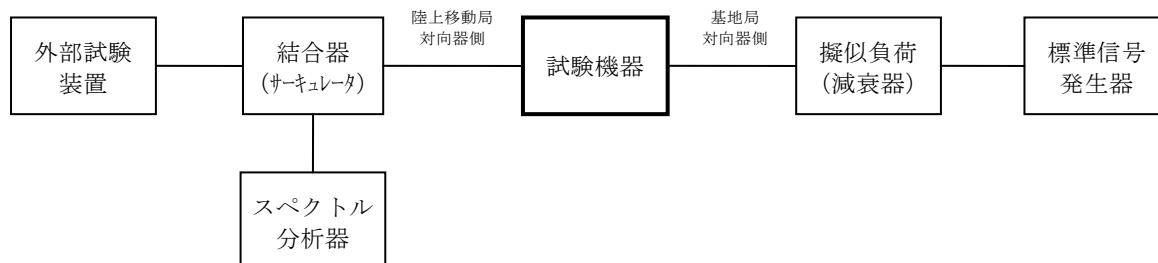 外部試験
装置
結合器
(サーキュレータ)
陸上移動局
対向器側
試験機器
基地局
対向器側
擬似負荷
(減衰器)
標準信号
発生器
スペクトル
分析器